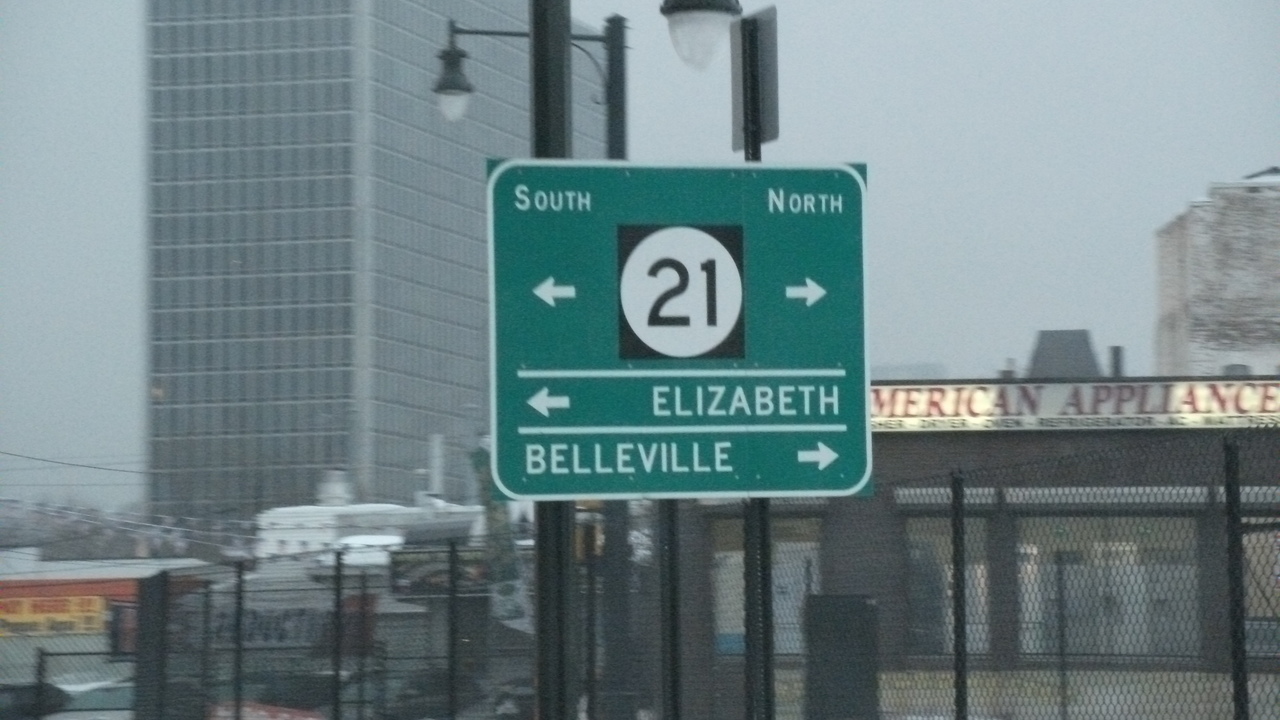 SOUTH NORTH
21
ELIZABETH
BELLEVILLE
MERICAN APPLIANCE